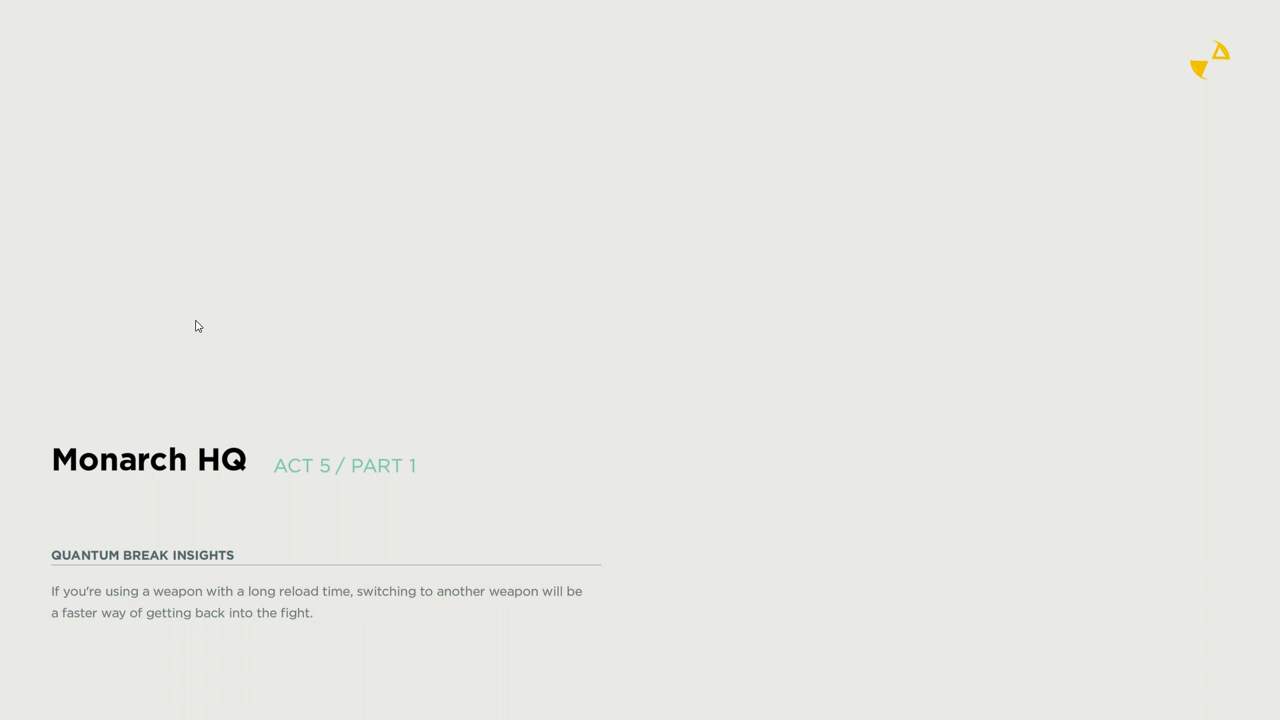 Monarch HQ ACT 5 / PART 1
QUANTUM BREAK INSIGHTS
If you're using a weapon with a long reload time, switching to another weapon will be
a faster way of getting back into the fight.